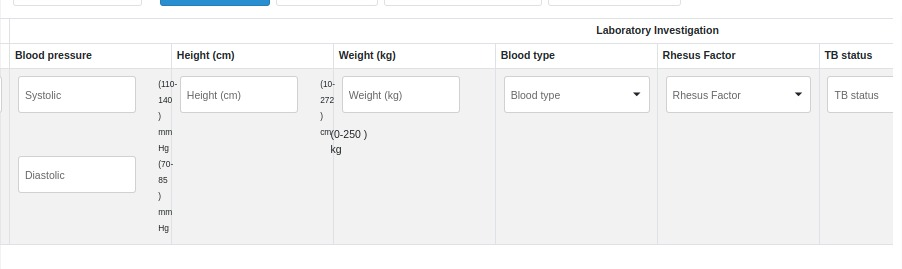 Laboratory Investigation
Blood pressure
Height (cm)
Weight (kg)
Blood type
Rhesus Factor
TB status
Systolic
(110-
140
)
mm
Hg
Diastolic
(70-
85
)
mm
Hg
Height (cm)
(10-
272
)
cm
Weight (kg)
(0-250 )
kg
Blood type
Rhesus Factor
TB status